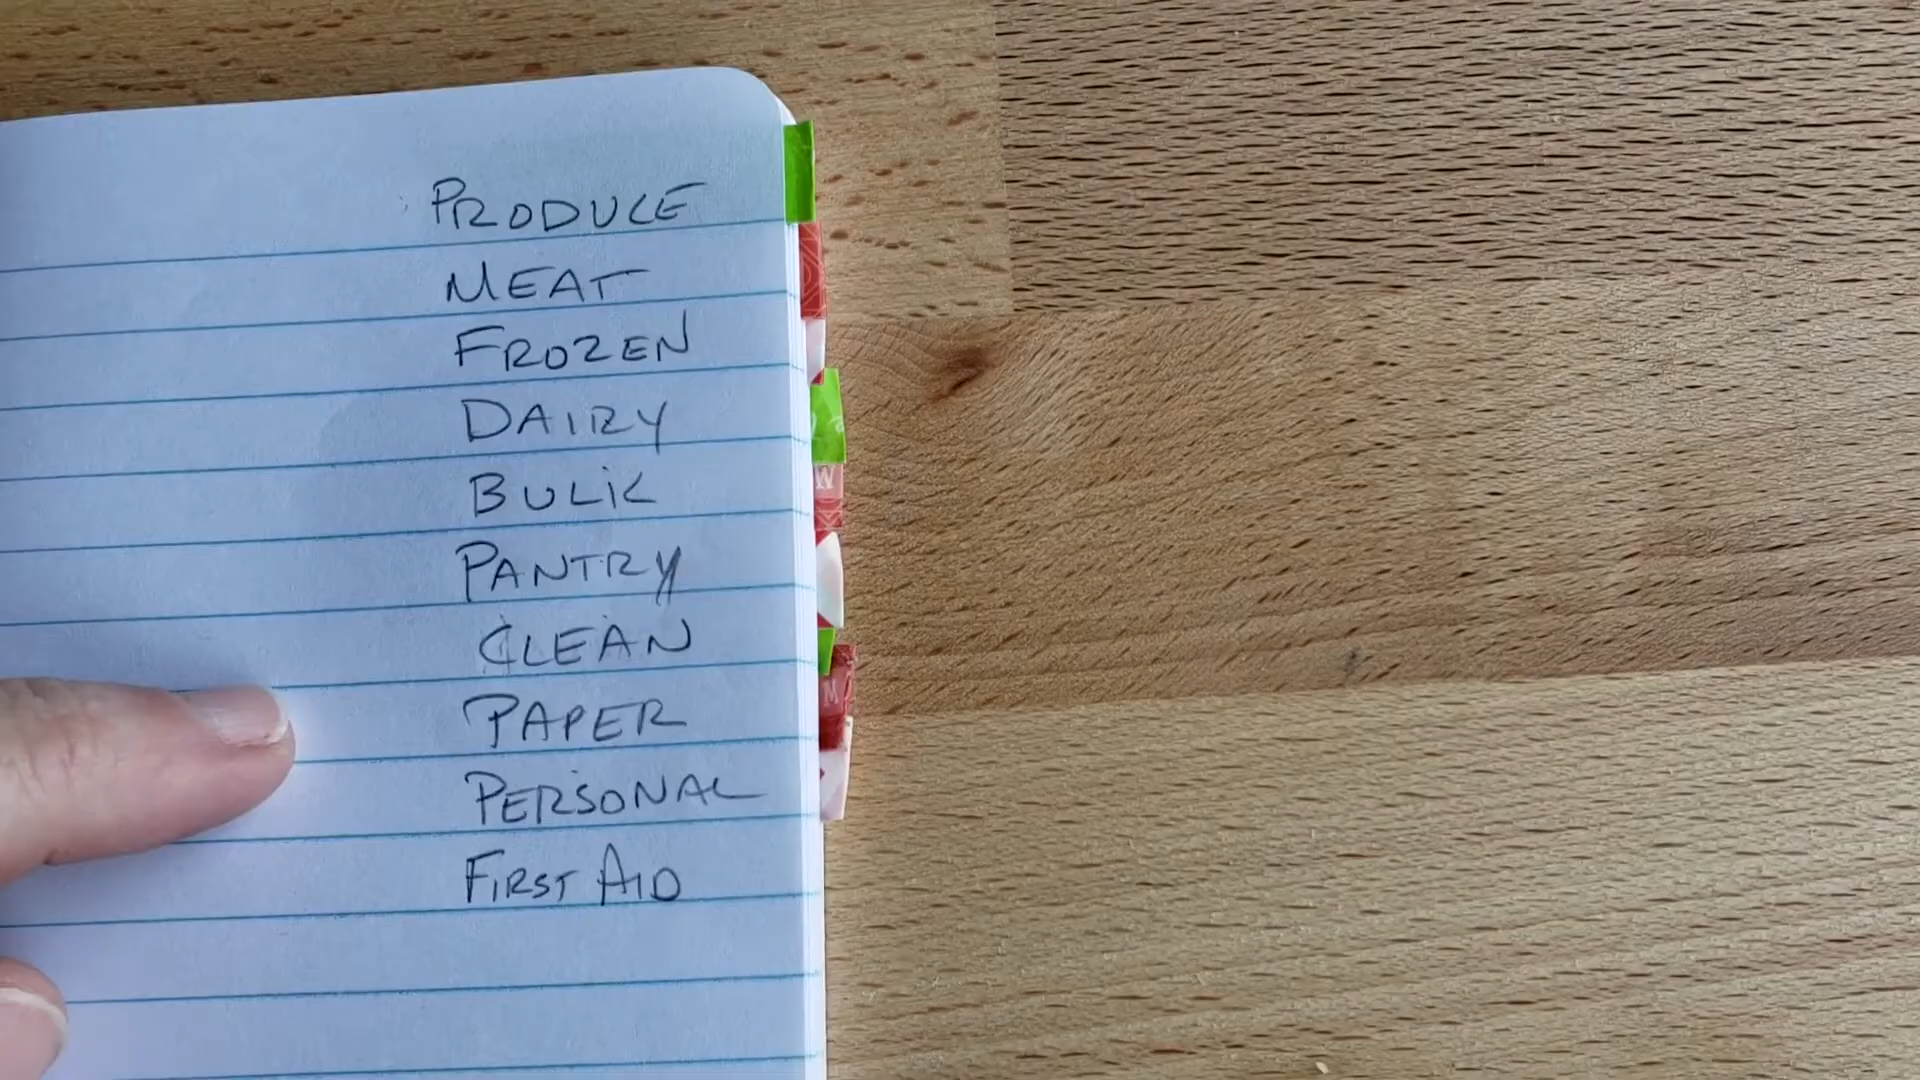 PRODUCE
MEAT
FROZEN
DAIRY
W
BULK
PANTRY
CLEAN
M
PAPER
PERSONAL
FIRST AID